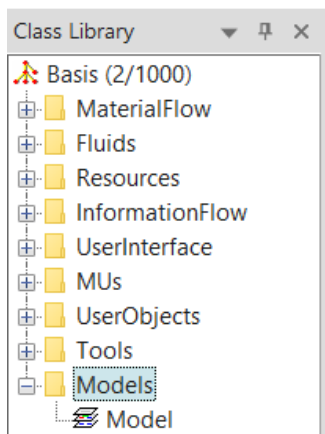 Class Library
Basis (2/1000)
MaterialFlow
Fluids
Resources
InformationFlow
UserInterface
MUs
UserObjects
Tools
Models
Model